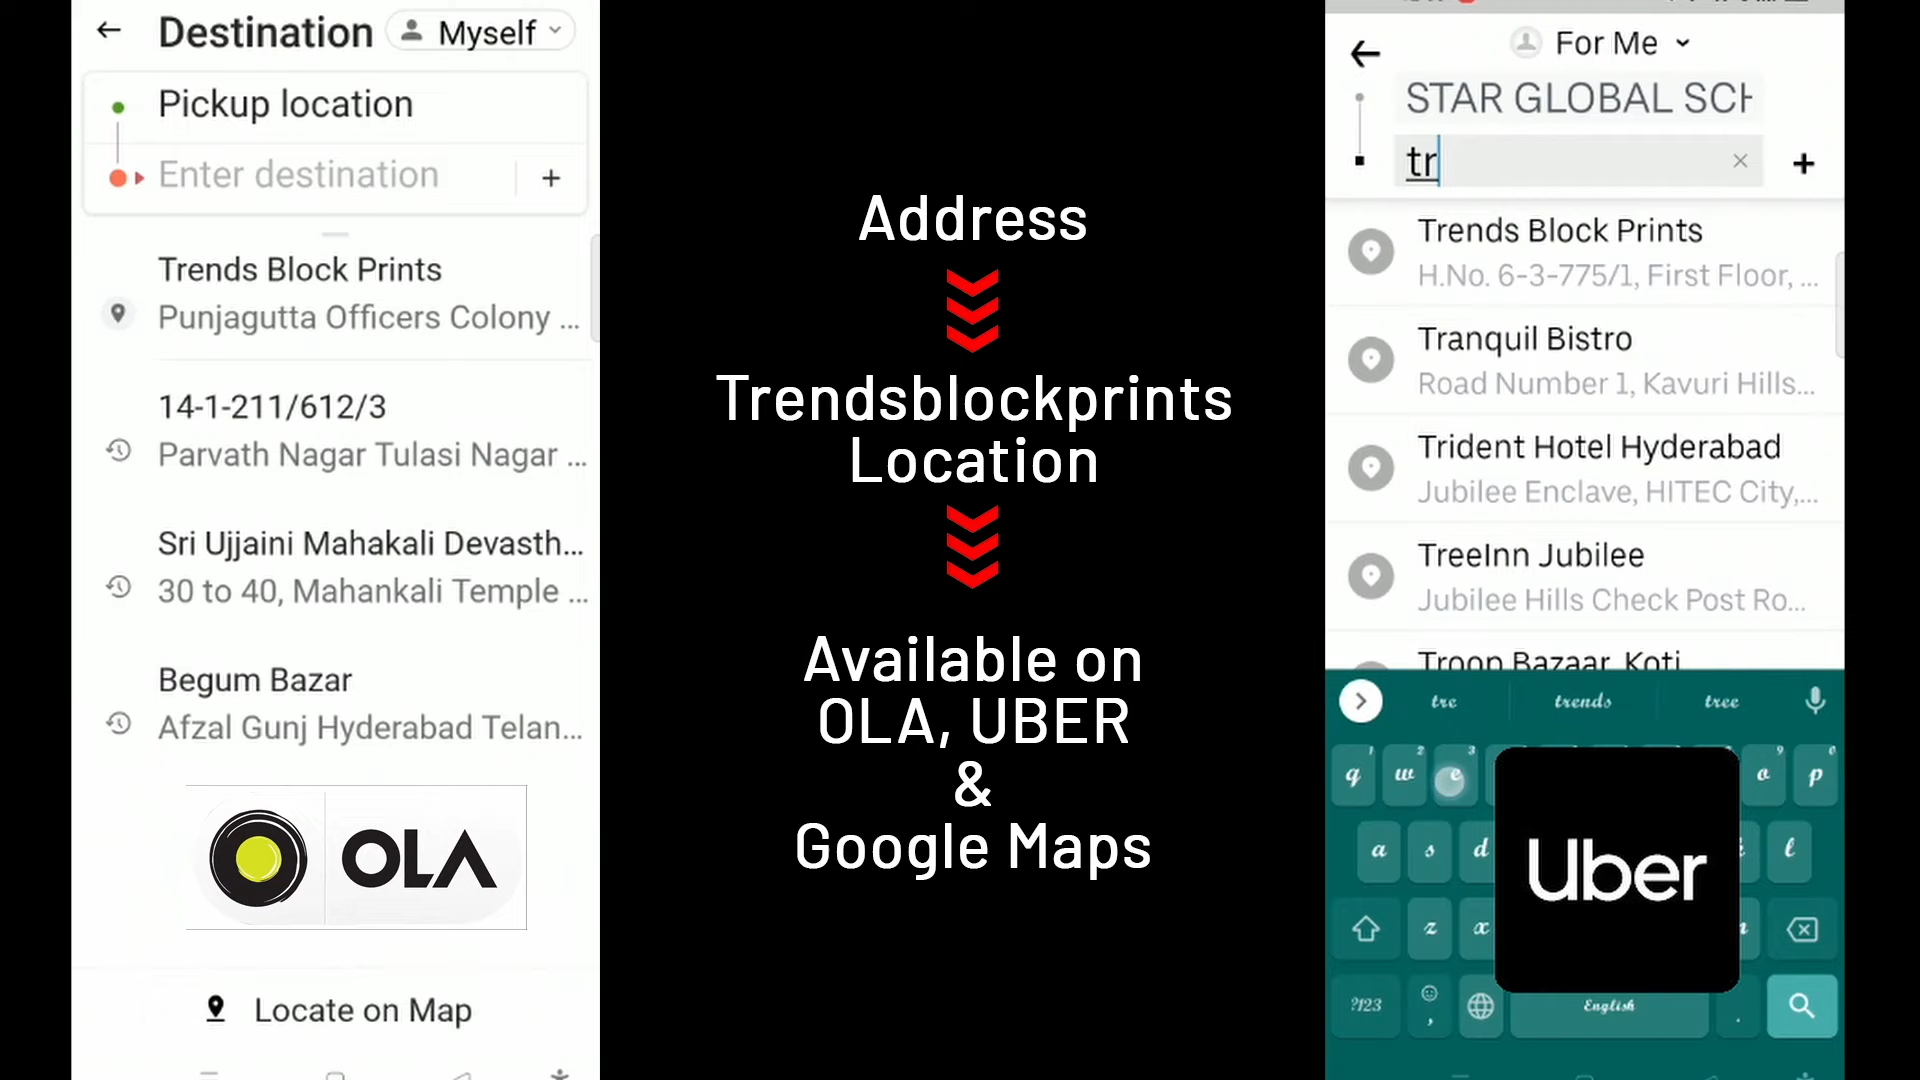 Destination
Myself
Pickup location
Enter destination
+
Trends Block Prints
Punjagutta Officers Colony ...
14-1-211/612/3
Parvath Nagar Tulasi Nagar ...
Sri Ujjaini Mahakali Devasth...
30 to 40, Mahankali Temple ...
Begum Bazar
Afzal Gunj Hyderabad Telan...
OLA
Locate on Map
Address
Trendsblockprints
Location
Available on
OLA, UBER
&
Google Maps
For Me
STAR GLOBAL SCH
tr
+
Trends Block Prints
H.No. 6-3-775/1, First Floor, ...
Tranquil Bistro
Road Number 1, Kavuri Hills...
Trident Hotel Hyderabad
Jubilee Enclave, HITEC City,...
TreeInn Jubilee
Jubilee Hills Check Post Ro...
Troop Bazaar, Koti
tre trends tree
1 2 3 9 0
q w e o p
a s d l
z x
Uber
?123 , English .